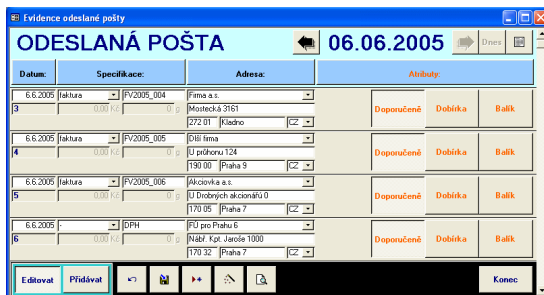 Evidence odeslané pošty
ODESLANÁ POŠTA 06.06.2005 Dnes
Datum: Specifikace: Adresa: Atributy:
6.6.2005 faktura FV2005_004 Firma a.s.
3 0,00 Kč 0 g Mostecká 3161 Doporučeně Dobírka Balík
272 01 Kladno CZ
6.6.2005 faktura FV2005_005 Dlší firma
4 0,00 Kč 0 g U průhonu 124 Doporučeně Dobírka Balík
190 00 Praha 9 CZ
6.6.2005 faktura FV2005_006 Akciovka a.s.
5 0,00 Kč 0 g U Drobných akcionářů 0 Doporučeně Dobírka Balík
170 05 Praha 7 CZ
6.6.2005 - DPH FÚ pro Prahu 6
6 0,00 Kč 0 g Nábř. Kpt. Jaroše 1000 Doporučeně Dobírka Balík
170 32 Praha 7 CZ
Editovat Přidávat Konec